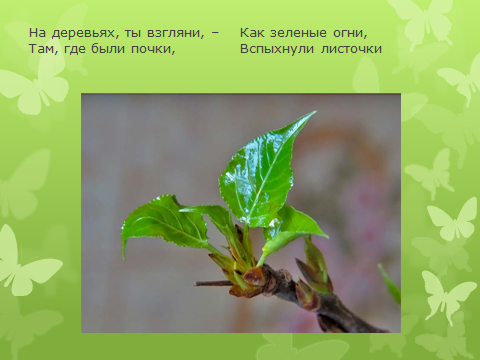 На деревьях, ты взгляни, –
Там, где были почки,
Как зеленые огни,
Вспыхнули листочки